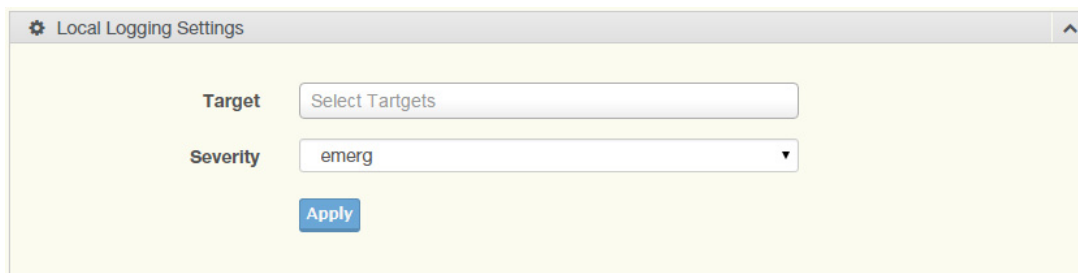 Local Logging Settings
Target
Select Tartgets
Severity
emerg
Apply